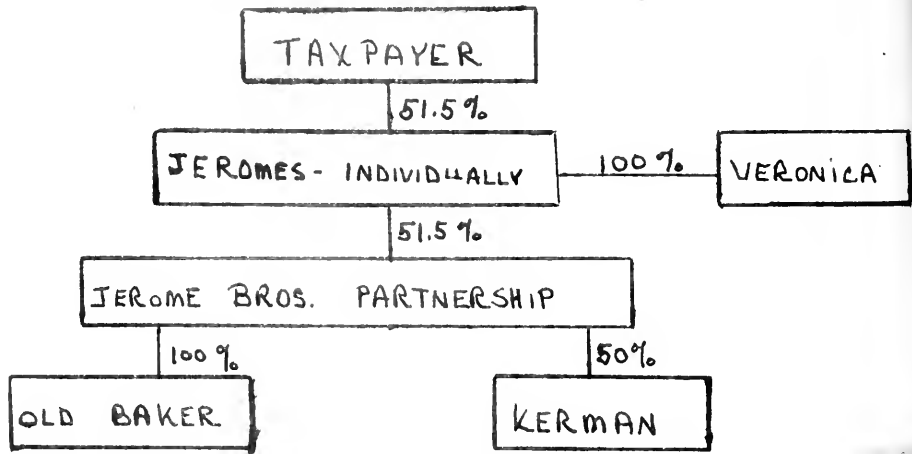 TAXPAYER
51.5%
JEROMES - INDIVIDUALLY
100%
VERONICA
51.5%
JEROME BROS. PARTNERSHIP
100%
50%
OLD BAKER
KERMAN